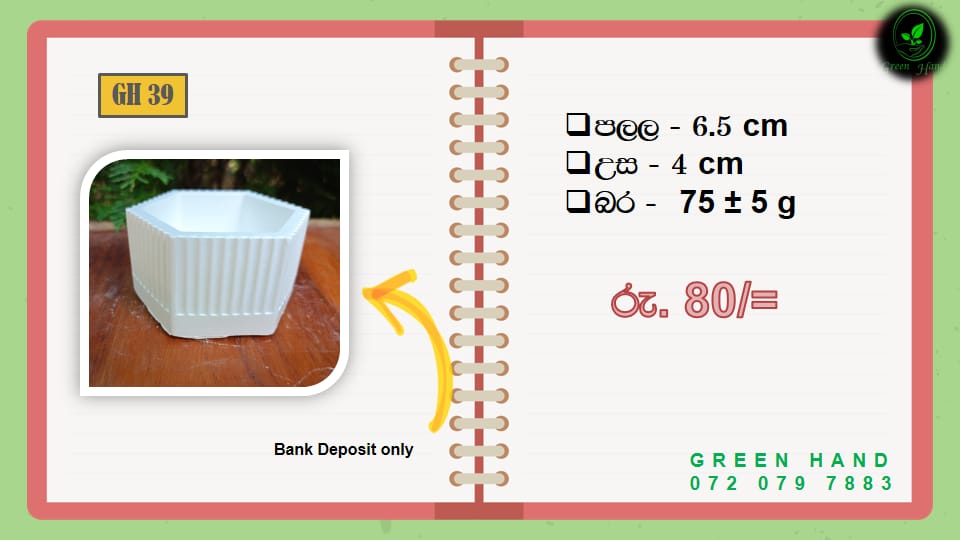 GH 39
Green Hand
පලල - 6.5 cm
උස - 4 cm
බර - 75 ± 5 g
රු. 80/=
Bank Deposit only
GREEN HAND
072 079 7883